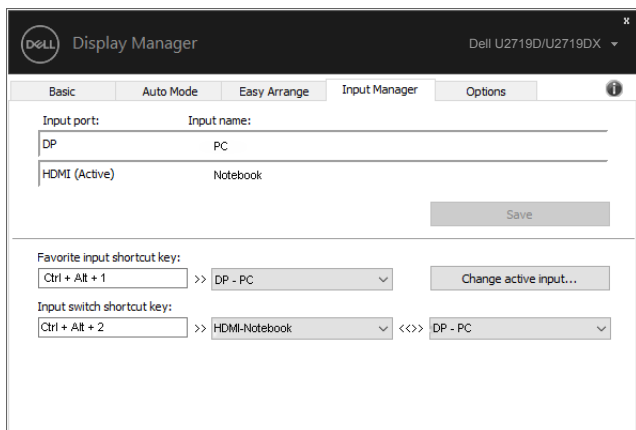 x
DELL Display Manager Dell U2719D/U2719DX
Basic Auto Mode Easy Arrange Input Manager Options i
Input port: Input name:
DP PC
HDMI (Active) Notebook
Save
Favorite input shortcut key:
Ctrl + Alt + 1 >> DP - PC Change active input...
Input switch shortcut key:
Ctrl + Alt + 2 >> HDMI-Notebook <<>> DP - PC